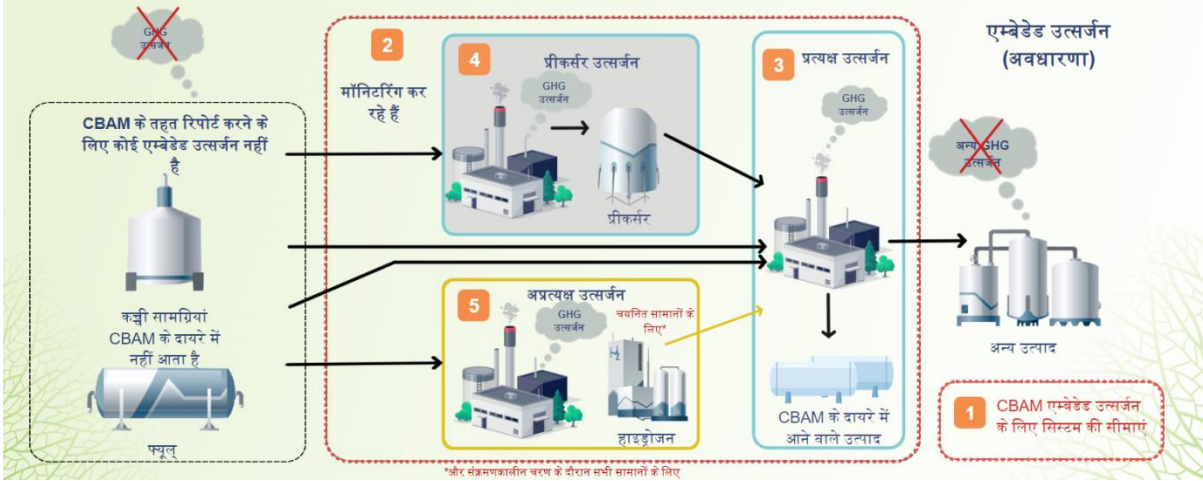 GHG
उत्सर्जन
CBAM के तहत रिपोर्ट करने के
लिए कोई एम्बेडेड उत्सर्जन नहीं
है
कच्ची सामग्रियां
CBAM के दायरे में
नहीं आता है
फ्यूल्
2
मॉनिटरिंग कर
रहे हैं
4
प्रीकर्सर उत्सर्जन
GHG
उत्सर्जन
प्रीकर्सर
5
अप्रत्यक्ष उत्सर्जन
GHG
उत्सर्जन
चयनित सामानों के
लिए*
हाइड्रोजन
3
प्रत्यक्ष उत्सर्जन
GHG
उत्सर्जन
CBAM के दायरे में
आने वाले उत्पाद
एम्बेडेड उत्सर्जन
(अवधारणा)
अन्य GHG
उत्सर्जन
अन्य उत्पाद
1
CBAM एम्बेडेड उत्सर्जन
के लिए सिस्टम की सीमाएं
*और संक्रमणकालीन चरण के दौरान सभी सामानों के लिए